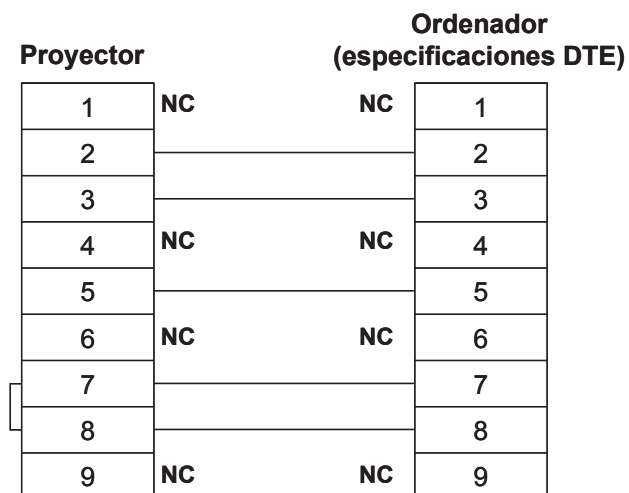 Ordenador
Proyector (especificaciones DTE)
1 NC NC 1
2 2
3 3
4 NC NC 4
5 5
6 NC NC 6
7 7
8 8
9 NC NC 9